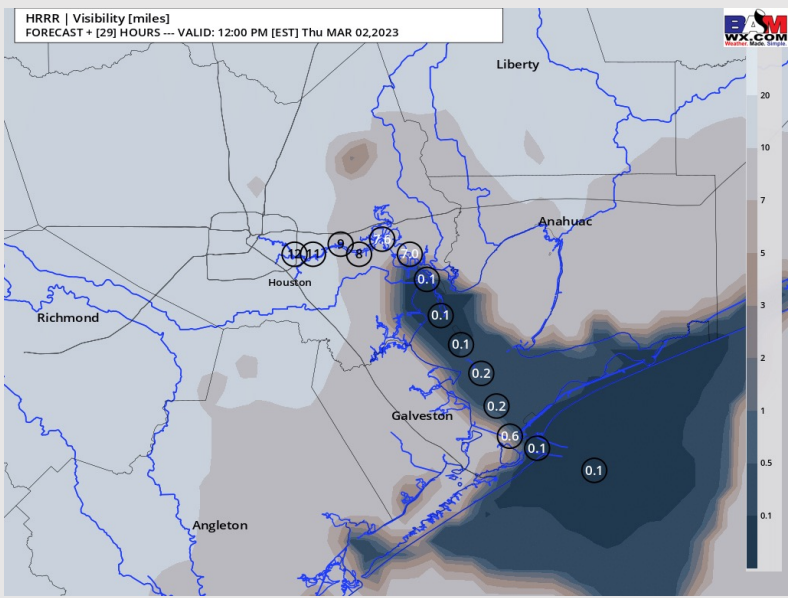 HRRR | Visibility [miles]
FORECAST + [29] HOURS --- VALID: 12:00 PM [EST] Thu MAR 02,2023
BAM
WX.COM
Weather. Made. Simple.
Liberty
20
10
7
Anahuac
9
7.6
12
11
8
7.0
5
0.1
Houston
3
Richmond
0.1
0.1
2
0.2
0.2
1
Galveston
0.6
0.1
0.5
0.1
0.1
Angleton